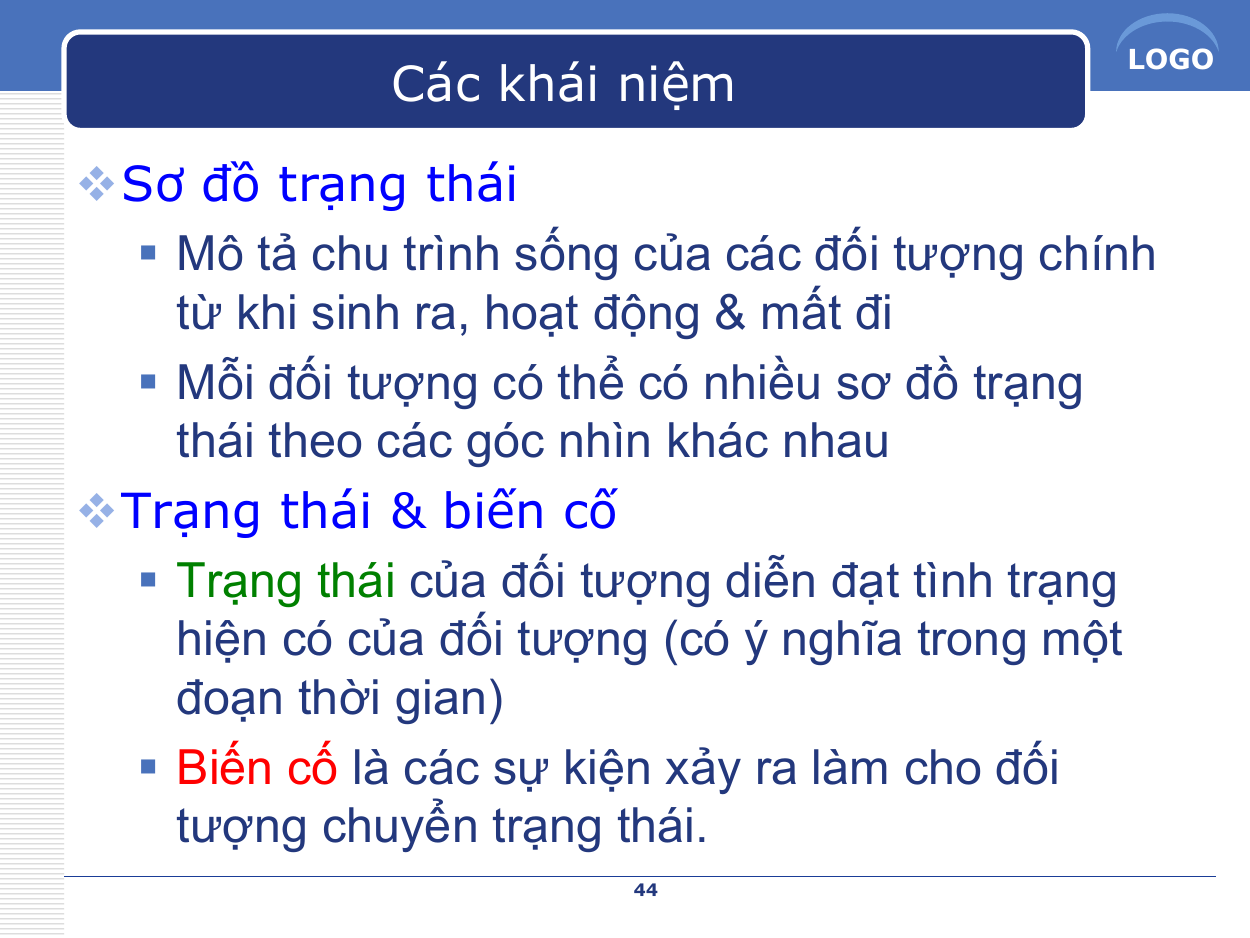 LOGO
Các khái niệm
Sơ đồ trạng thái
Mô tả chu trình sống của các đối tượng chính
từ khi sinh ra, hoạt động & mất đi
Mỗi đối tượng có thể có nhiều sơ đồ trạng
thái theo các góc nhìn khác nhau
Trạng thái & biến cố
Trạng thái của đối tượng diễn đạt tình trạng
hiện có của đối tượng (có ý nghĩa trong một
đoạn thời gian)
Biến cố là các sự kiện xảy ra làm cho đối
tượng chuyển trạng thái.
44